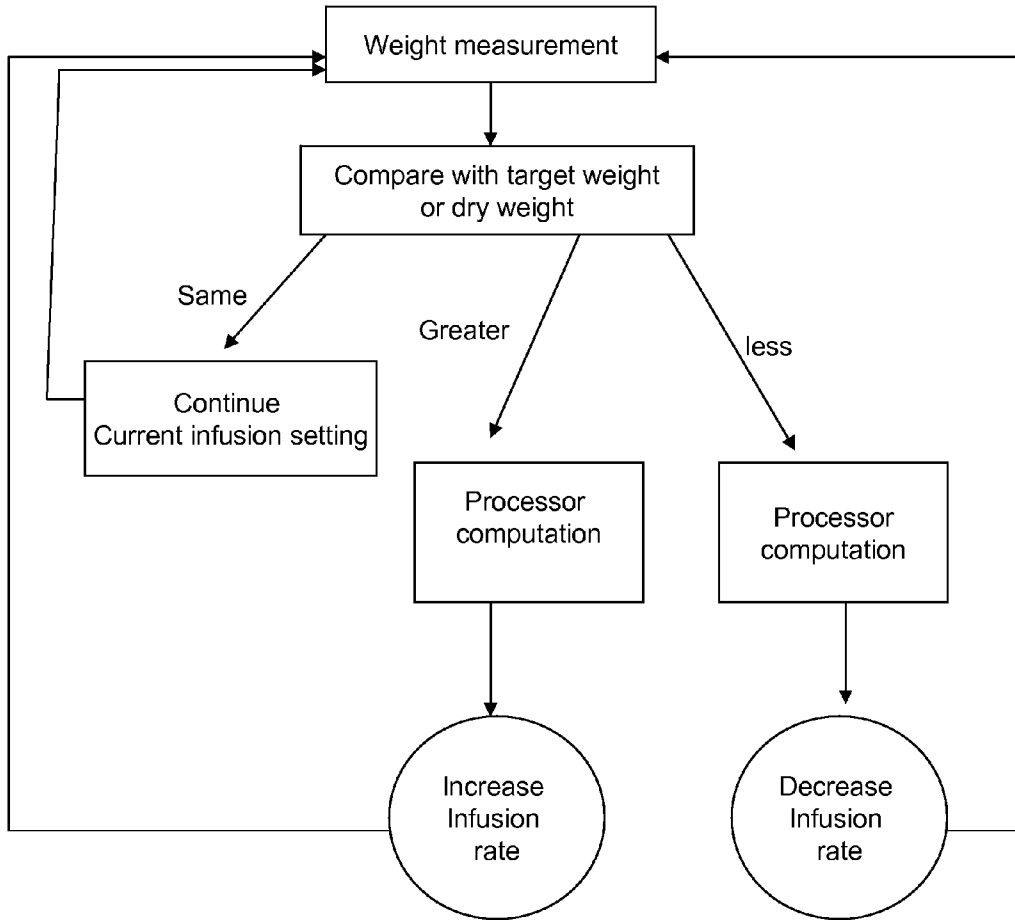 Weight measurement
Compare with target weight
or dry weight
Same
Greater
less
Continue
Current infusion setting
Processor
computation
Processor
computation
Increase
Infusion
rate
Decrease
Infusion
rate